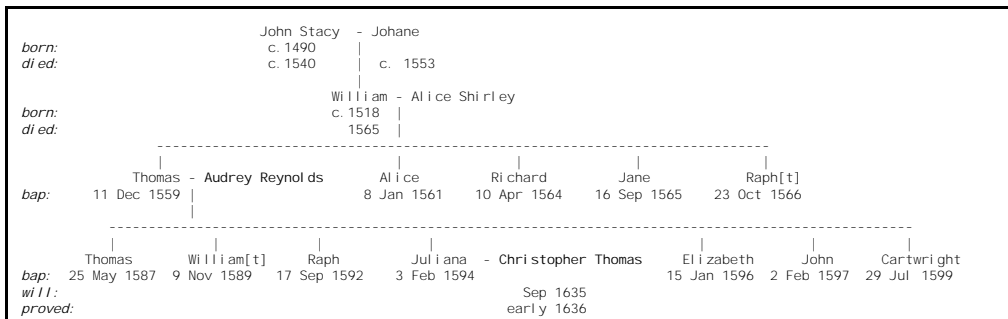 John Stacy - Johane
born: c. 1490 |
died: c. 1540 | c. 1553
|
William - Alice Shirley
born: c. 1518 |
died: 1565 |
-----------------------------------------------------------------------------
| | | | |
Thomas - Audrey Reynolds Alice Richard Jane Raph[t]
bap: 11 Dec 1559 | 8 Jan 1561 10 Apr 1564 16 Sep 1565 23 Oct 1566
|
-----------------------------------------------------------------------------------------------------
| | | | | | |
Thomas William[t] Raph Juliana - Christopher Thomas Elizabeth John Cartwright
bap: 25 May 1587 9 Nov 1589 17 Sep 1592 3 Feb 1594 15 Jan 1596 2 Feb 1597 29 Jul 1599
will: Sep 1635
proved: early 1636